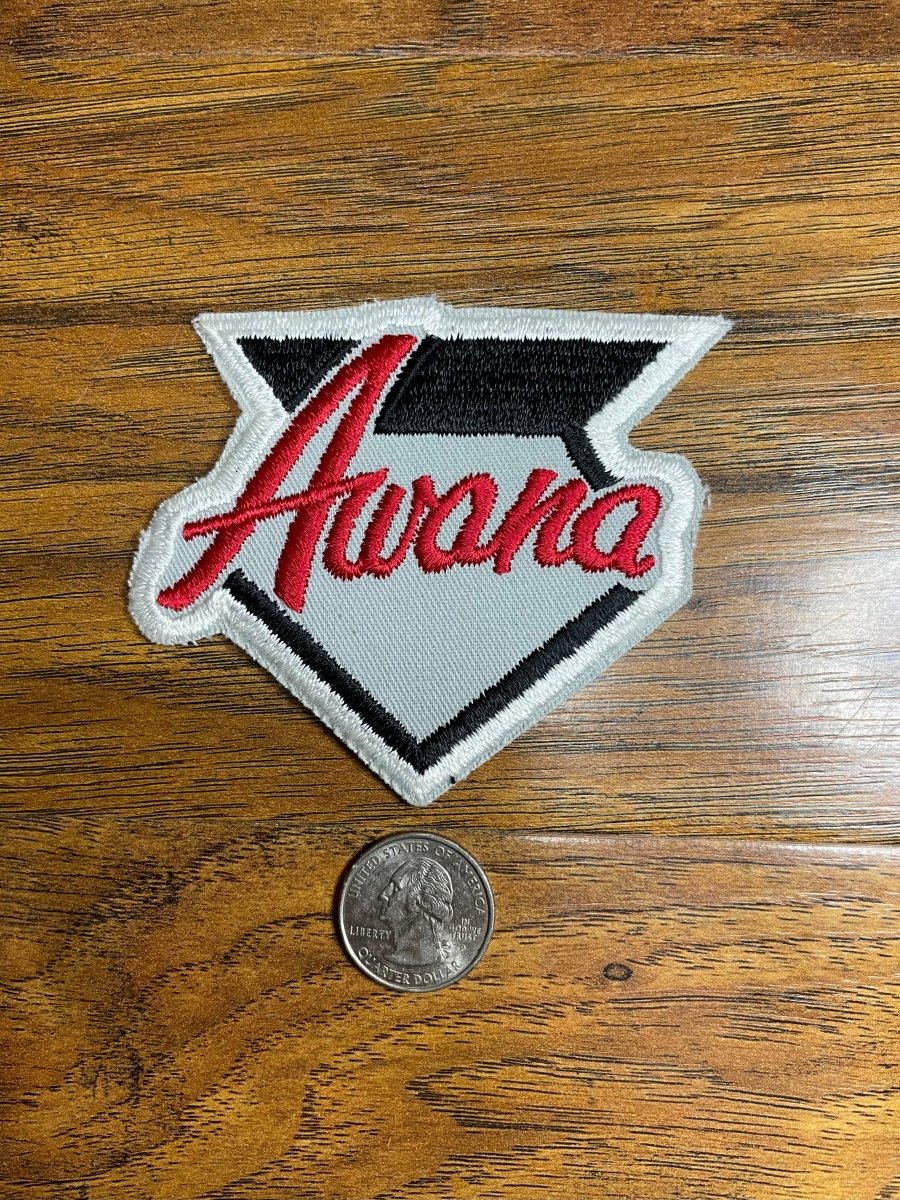 Awana
UNITED STATES OF AMERICA
LIBERTY
IN
GOD WE
TRUST
QUARTER DOLLAR